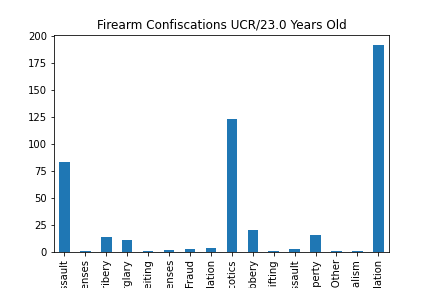 Firearm Confiscations UCR/23.0 Years Old
200
175
150
125
100
75
50
25
0
ssault
enses
ribery
rglary
eiting
enses
Fraud
lation
cotics
bbery
ifting
ssault
perty
Other
alism
lation